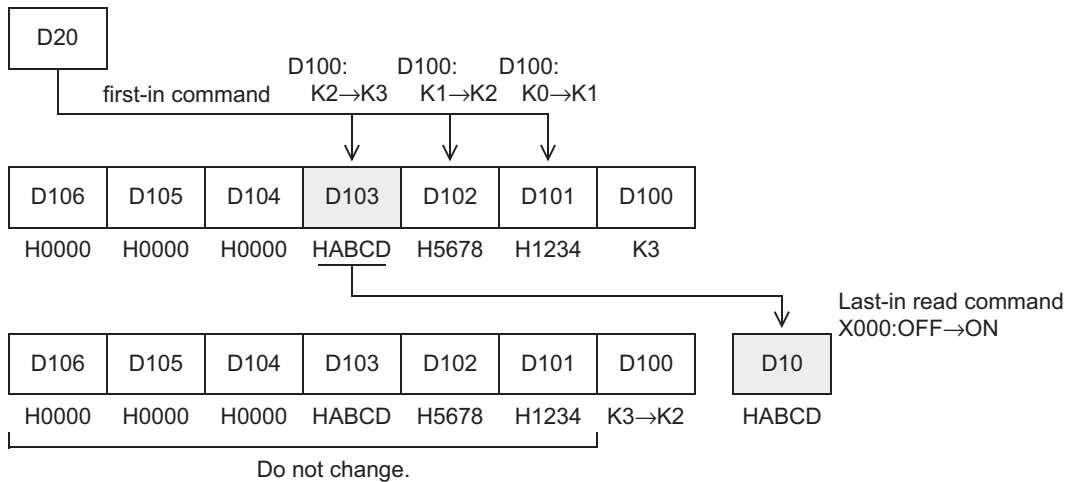 D20
first-in command
D100: D100: D100:
K2→K3 K1→K2 K0→K1
D106 D105 D104 D103 D102 D101 D100
H0000 H0000 H0000 HABCD H5678 H1234 K3
Last-in read command
X000:OFF→ON
D106 D105 D104 D103 D102 D101 D100 D10
H0000 H0000 H0000 HABCD H5678 H1234 K3→K2 HABCD
Do not change.